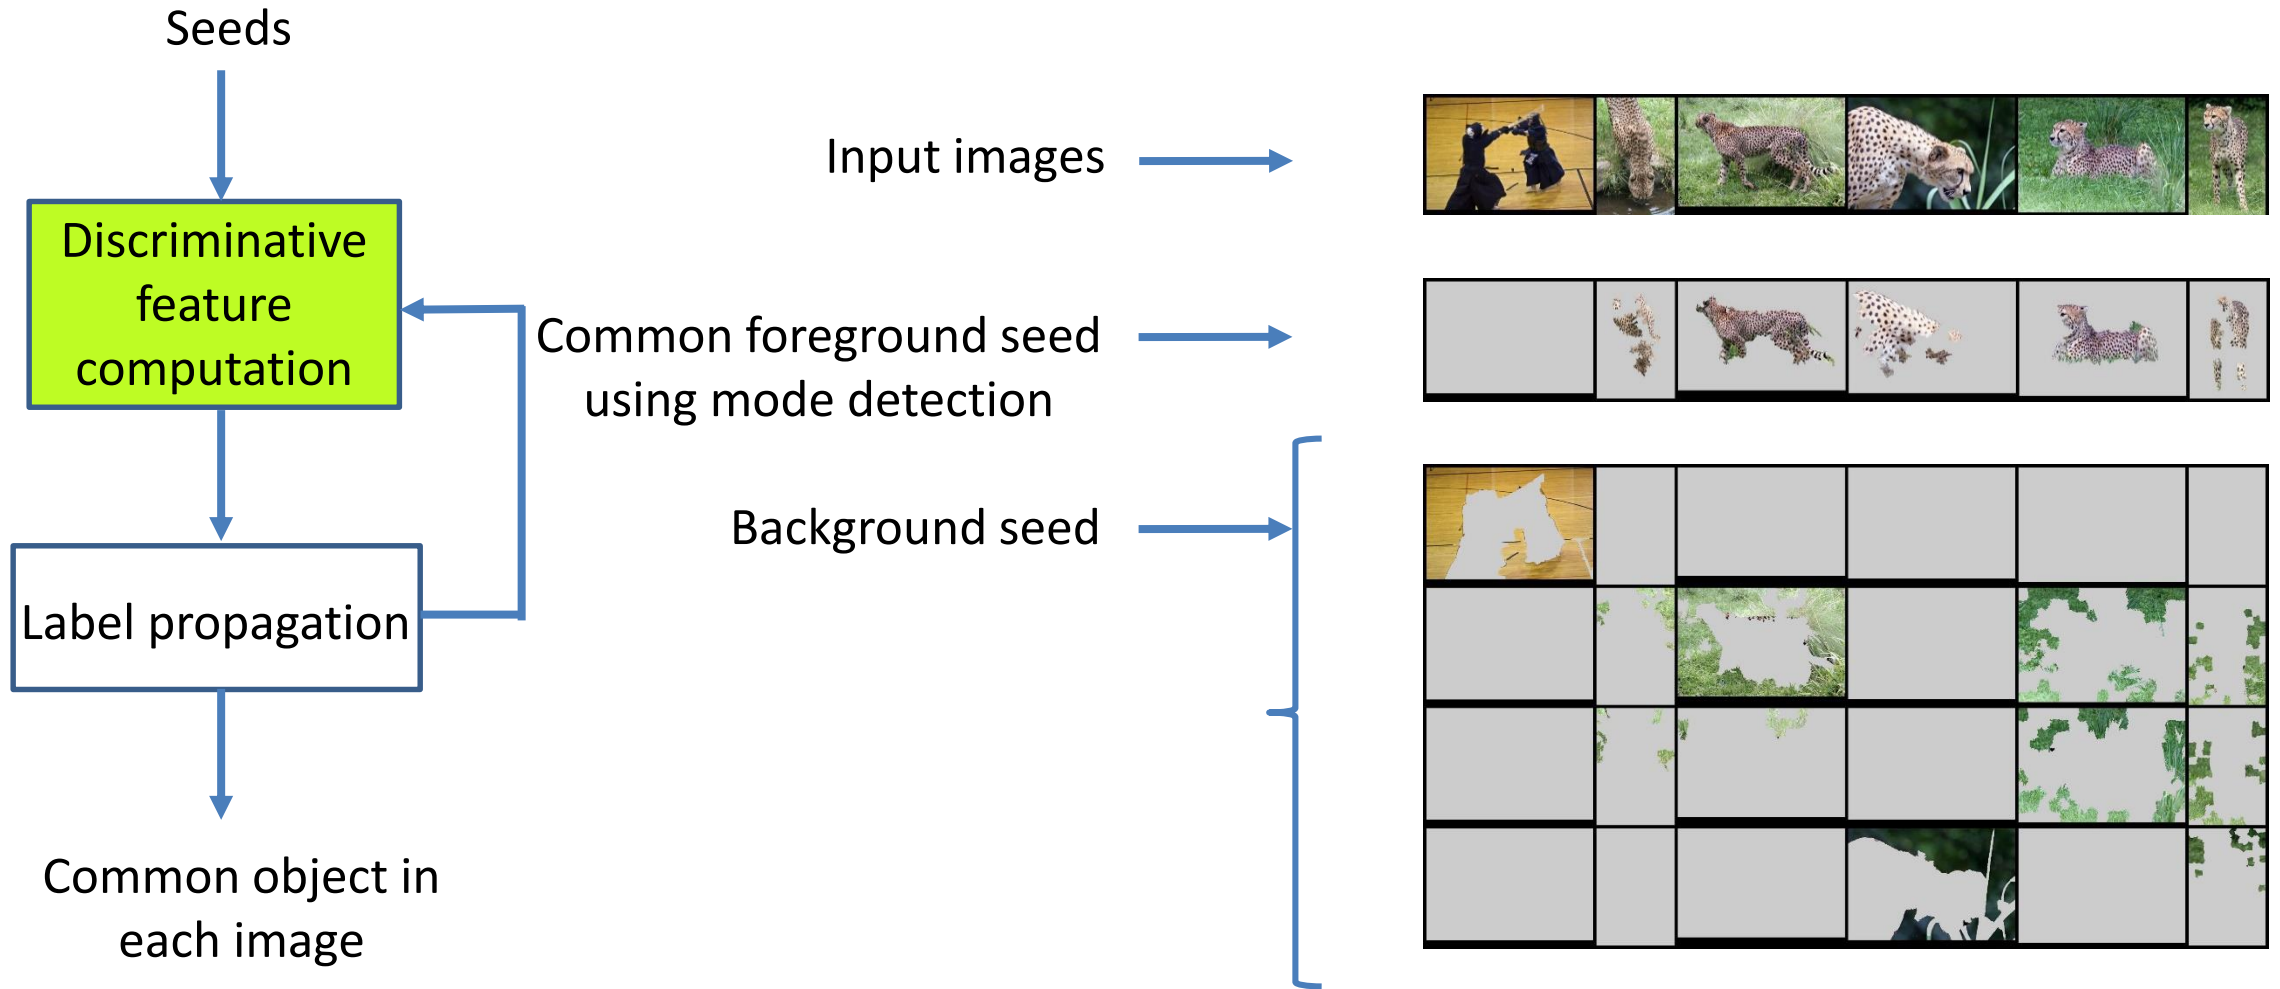 Seeds
Discriminative
feature
computation
Label propagation
Common object in
each image
Input images
Common foreground seed
using mode detection
Background seed